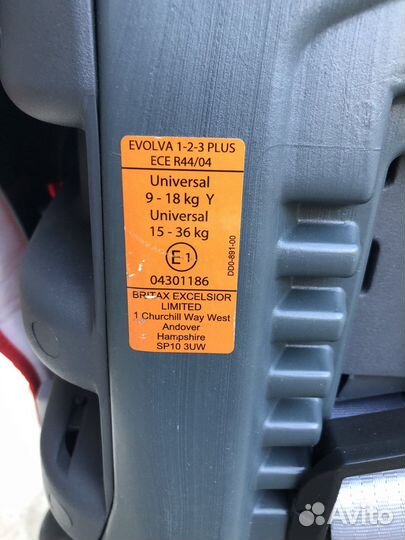 EVOLVA 1-2-3 PLUS
ECE R44/04
Universal
9 - 18 kg Y
Universal
15 - 36 kg
E 1
04301186
BRITAX EXCELSIOR
LIMITED
1 Churchill Way West
Andover
Hampshire
SP10 3UW
DD0-891-00
Avito